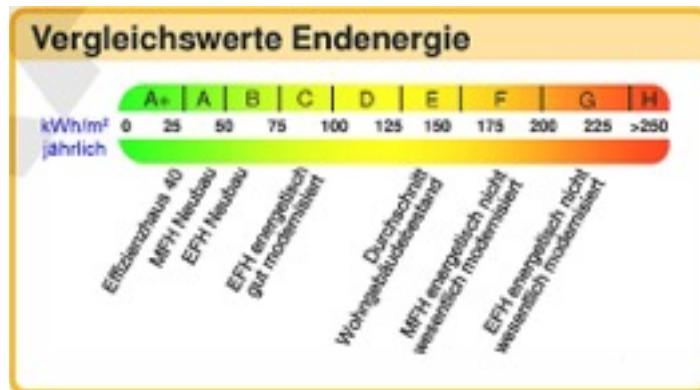 Vergleichswerte Endenergie
A+ A B C D E F G H
kWh/m² 0 25 50 75 100 125 150 175 200 225 >250
jährlich
Effizienzhaus 40
MFH Neubau
EFH Neubau
EFH energetisch
gut modernisiert
Durchschnitt
Wohngebäudebestand
MFH energetisch nicht
wesentlich modernisiert
EFH energetisch nicht
wesentlich modernisiert